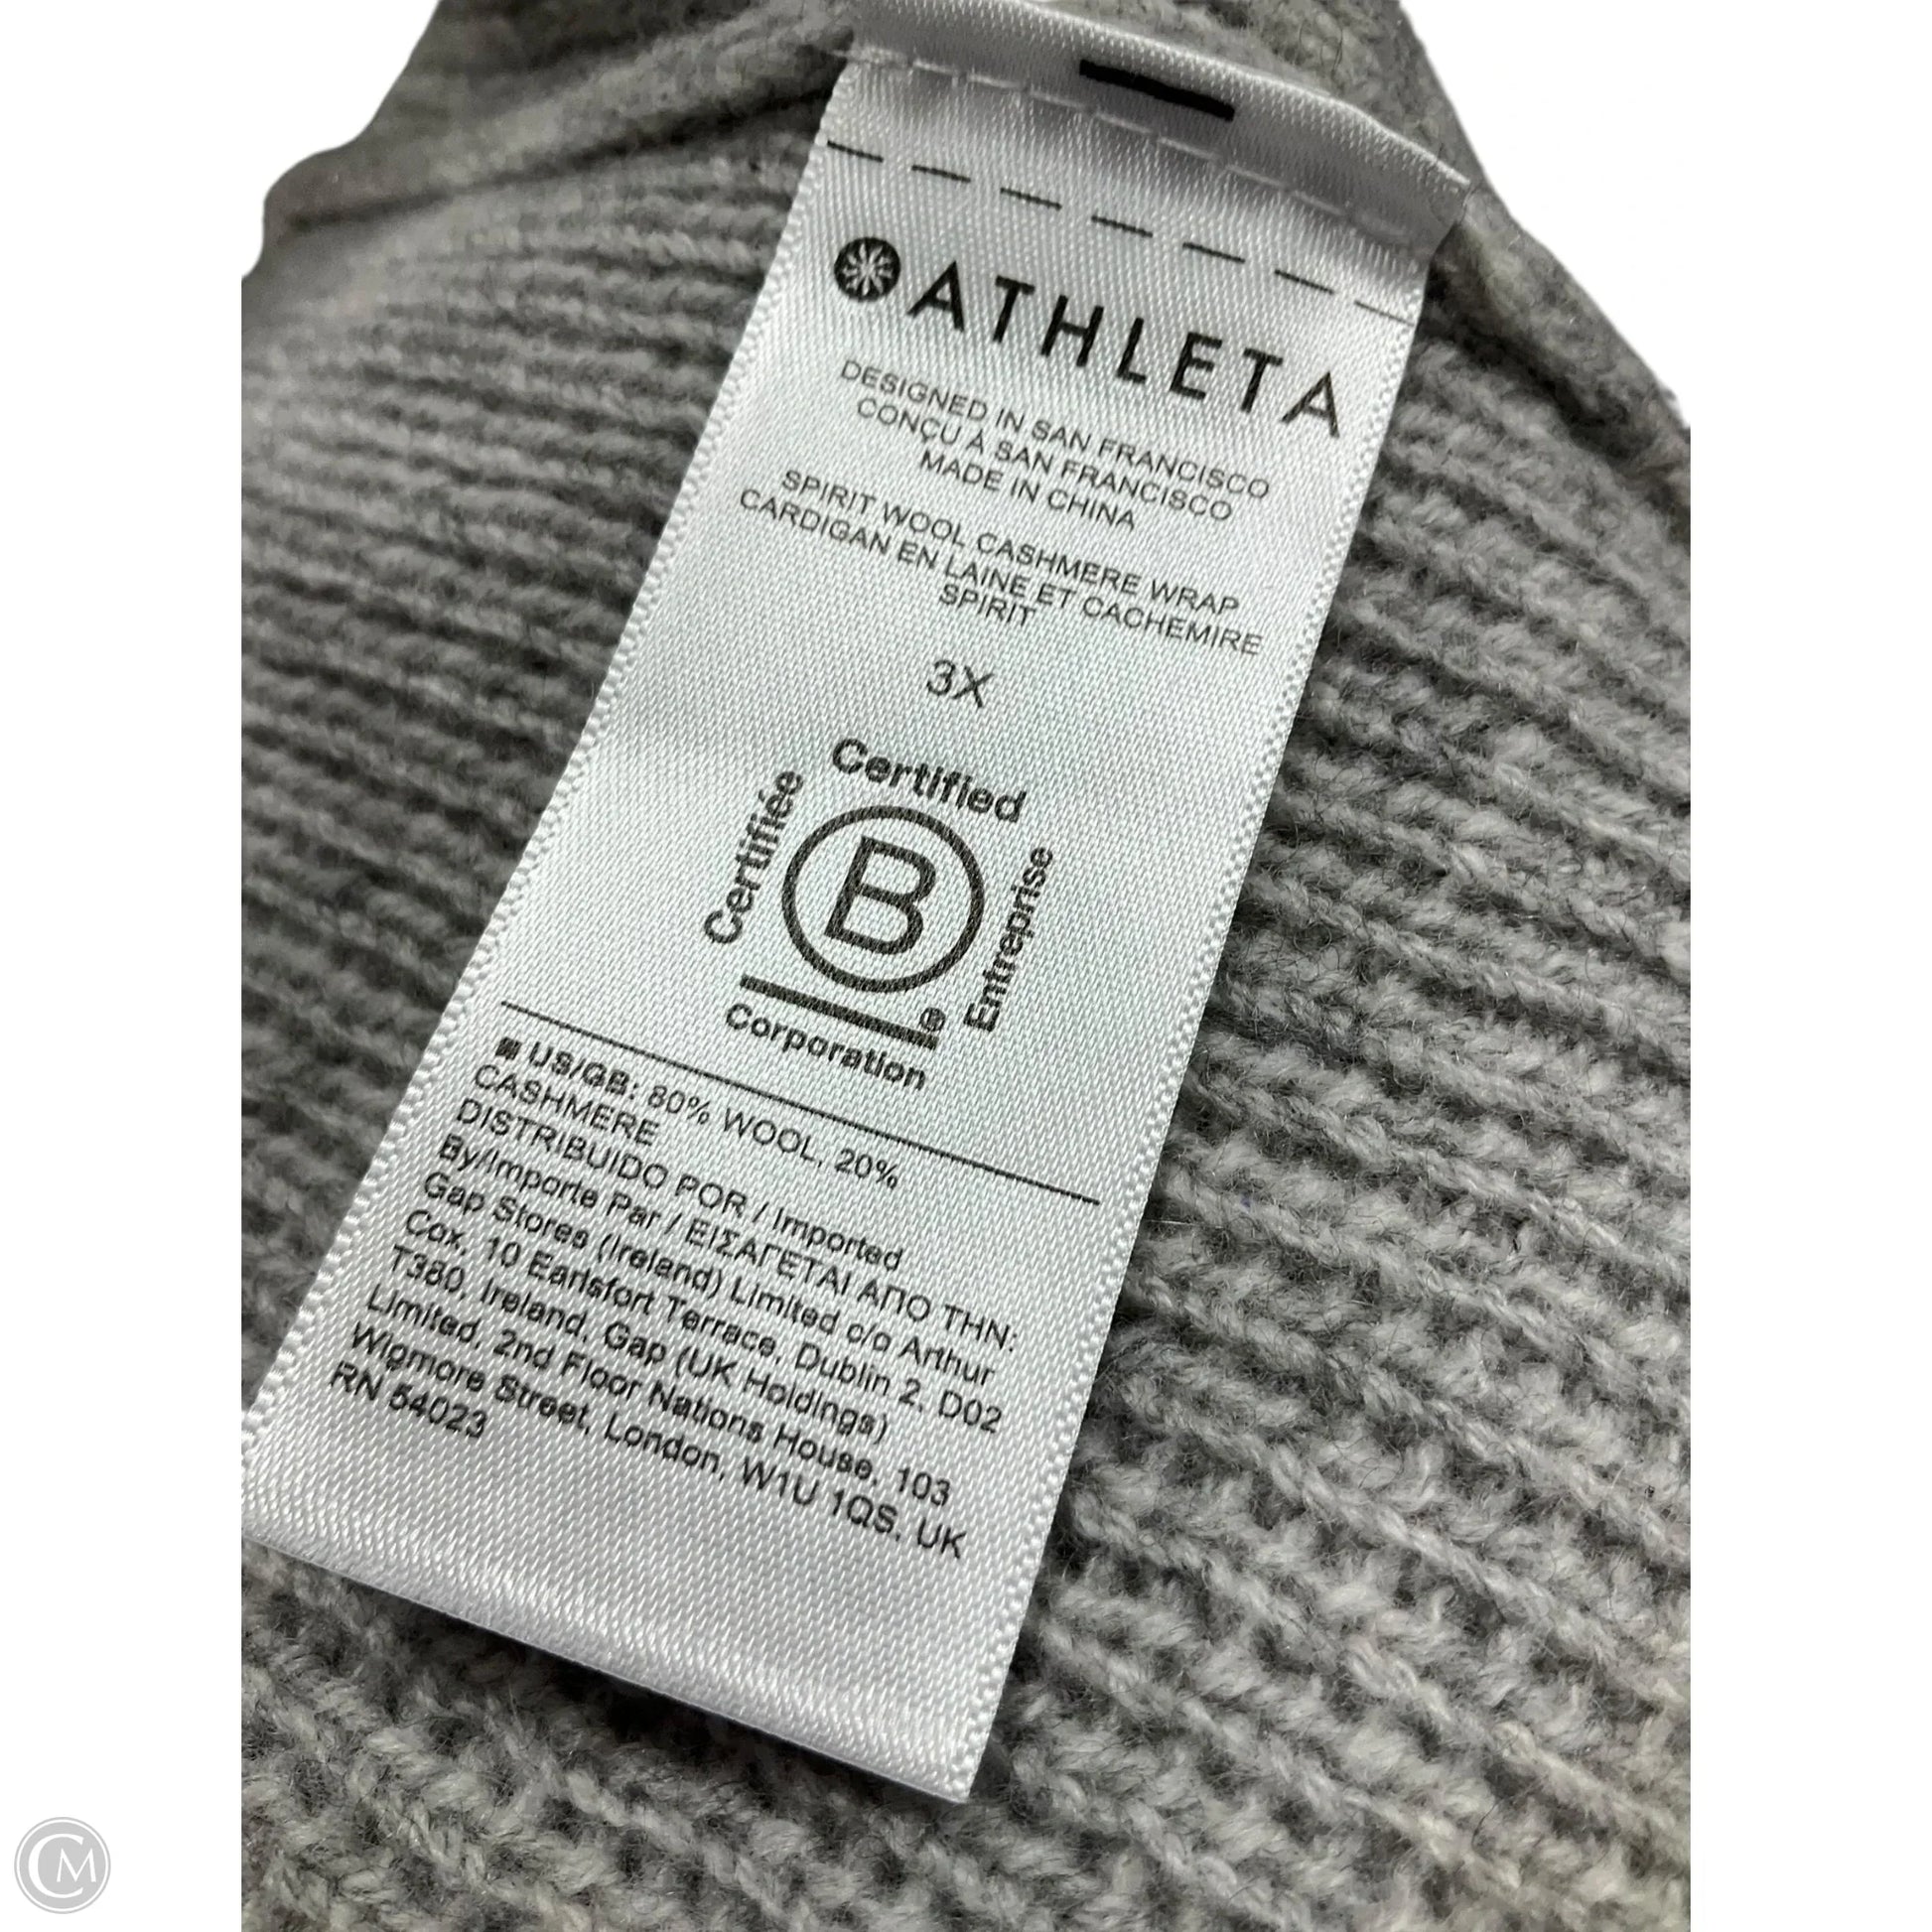 ATHLETA
DESIGNED IN SAN FRANCISCO
CONÇU À SAN FRANCISCO
MADE IN CHINA
SPIRIT WOOL CASHMERE WRAP
CARDIGAN EN LAINE ET CACHEMIRE
SPIRIT
3X
Certified
Certifiée
B
Entreprise
®
Corporation
US/GB: 80% WOOL, 20%
CASHMERE
DISTRIBUIDO POR / Imported
By/Importe Par / ΕΙΣΑΓΕΤΑΙ ΑΠΟ ΤΗΝ:
Gap Stores (Ireland) Limited c/o Arthur
Cox, 10 Earlsfort Terrace, Dublin 2, D02
T380, Ireland, Gap (UK Holdings)
Limited, 2nd Floor Nations House, 103
Wigmore Street, London, W1U 1QS, UK
RN 54023
CM